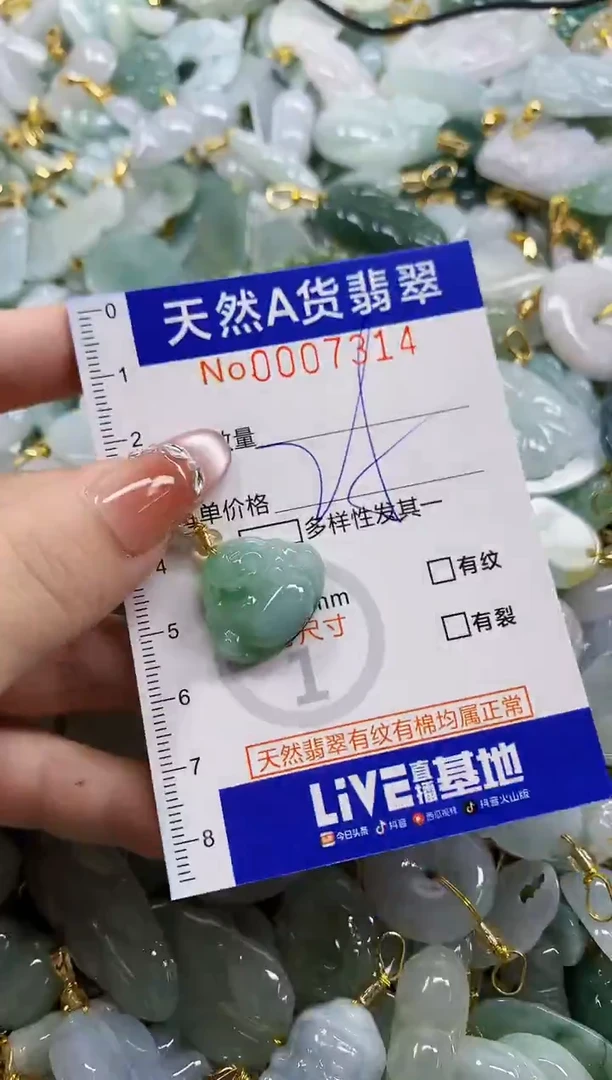 天然A货翡翠
No0007314
0
1
2
数量
单价格
多样性发其一
4
有纹
mm
尺寸
5
有裂
1
6
天然翡翠有纹有棉均属正常
7
LiVE直播基地
8
今日头条 抖音 西瓜视频 抖音火山版